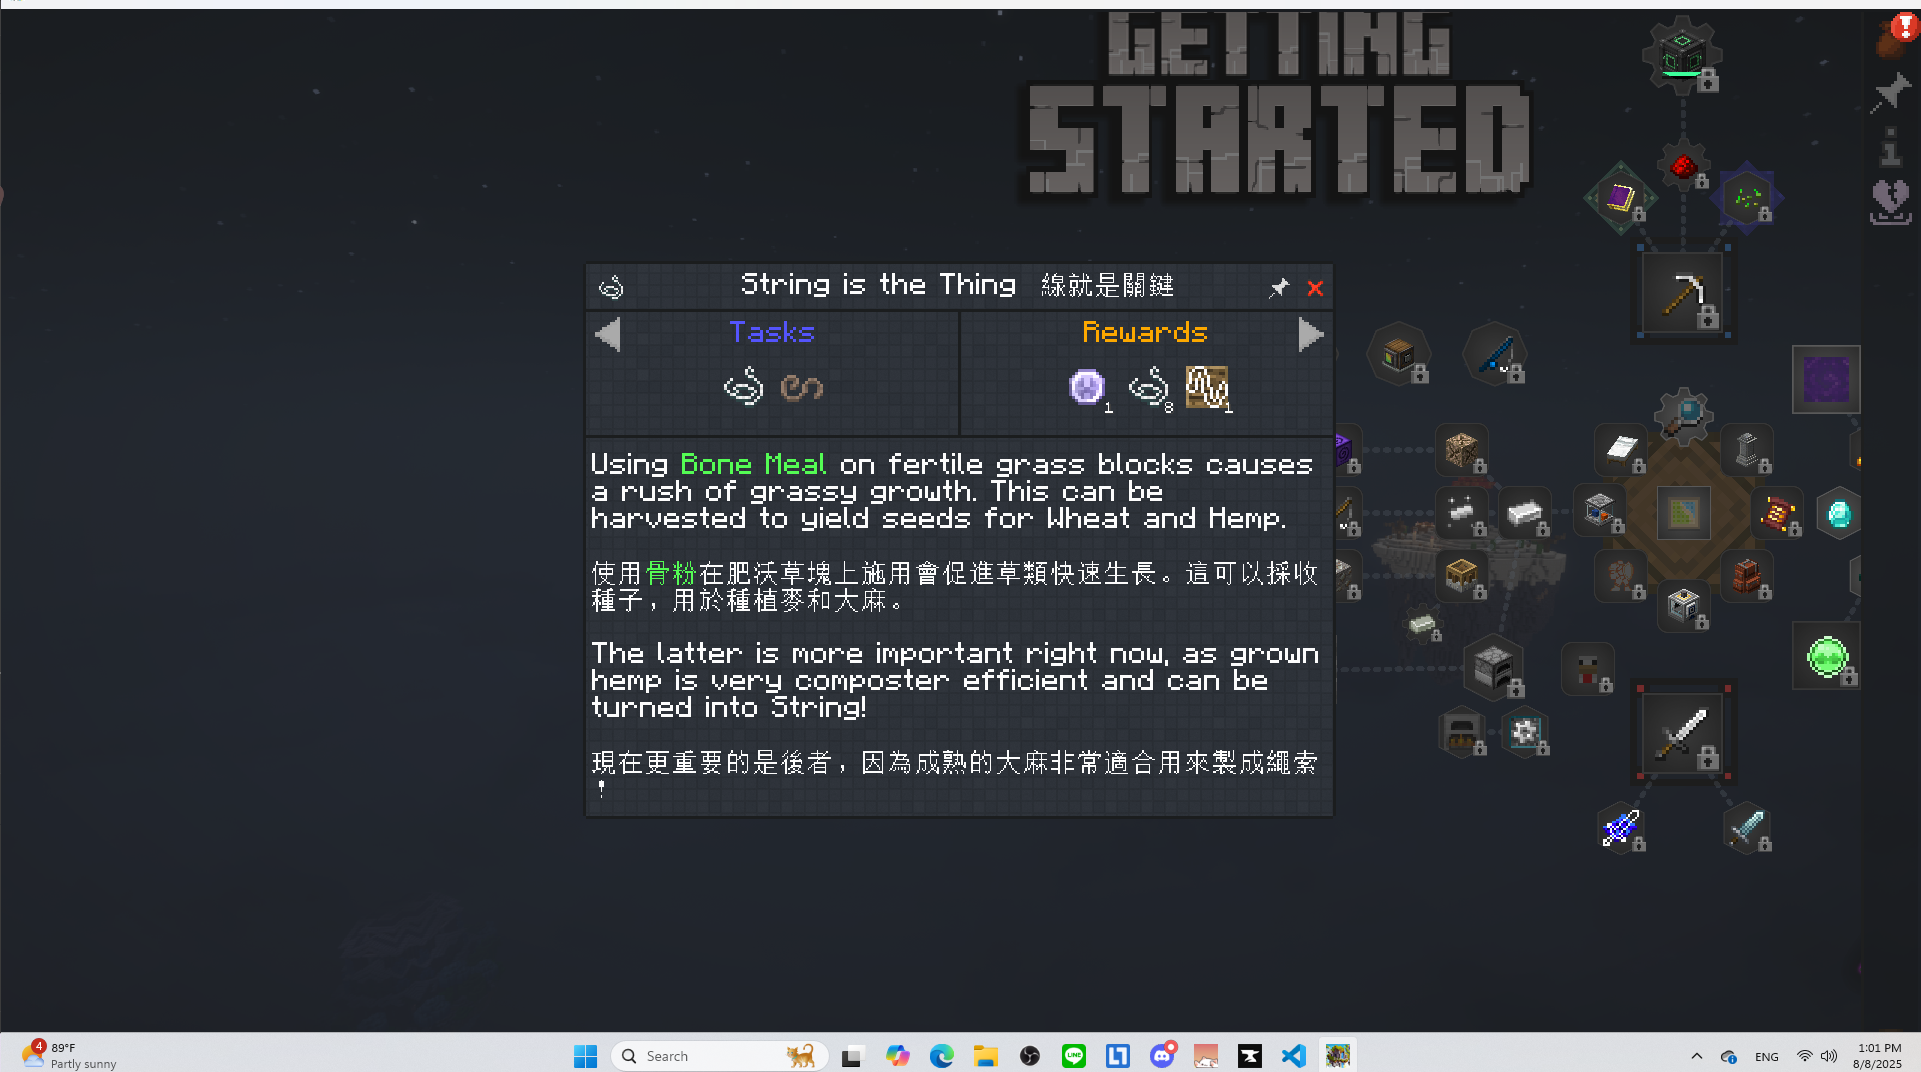 GETTING
STARTED
String is the Thing 線就是關鍵
Tasks
Rewards
1
8
1
Using Bone Meal on fertile grass blocks causes
a rush of grassy growth. This can be
harvested to yield seeds for Wheat and Hemp.
使用骨粉在肥沃草塊上施用會促進草類快速生長。這可以採收
種子，用於種植麥和大麻。
The latter is more important right now, as grown
hemp is very composter efficient and can be
turned into String!
現在更重要的是後者，因為成熟的大麻非常適合用來製成繩索
！
4
89°F
Partly sunny
Search
LINE
ENG
1:01 PM
8/8/2025